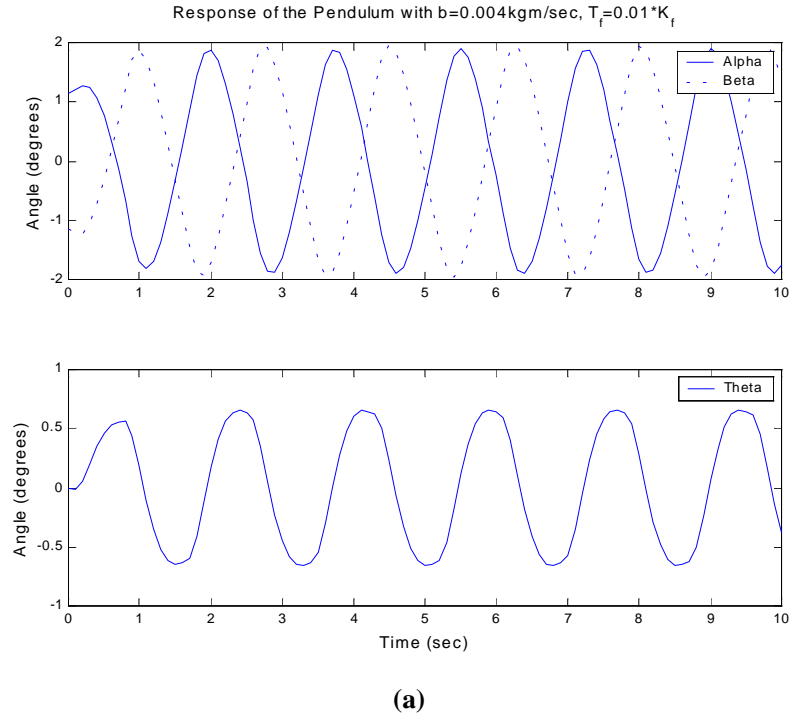 Response of the Pendulum with b=0.004kgm/sec, T_f=0.01*K_f
2
1
0
-1
-2
Angle (degrees)
Alpha
Beta
0 1 2 3 4 5 6 7 8 9 10
1
0.5
0
-0.5
-1
Angle (degrees)
Theta
0 1 2 3 4 5 6 7 8 9 10
Time (sec)
(a)